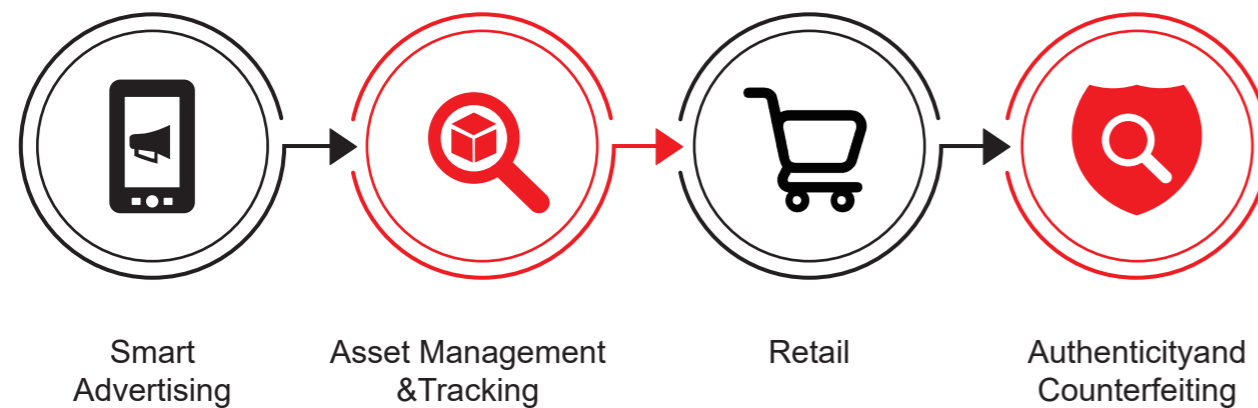 Smart
Advertising
Asset Management
&Tracking
Retail
Authenticityand
Counterfeiting